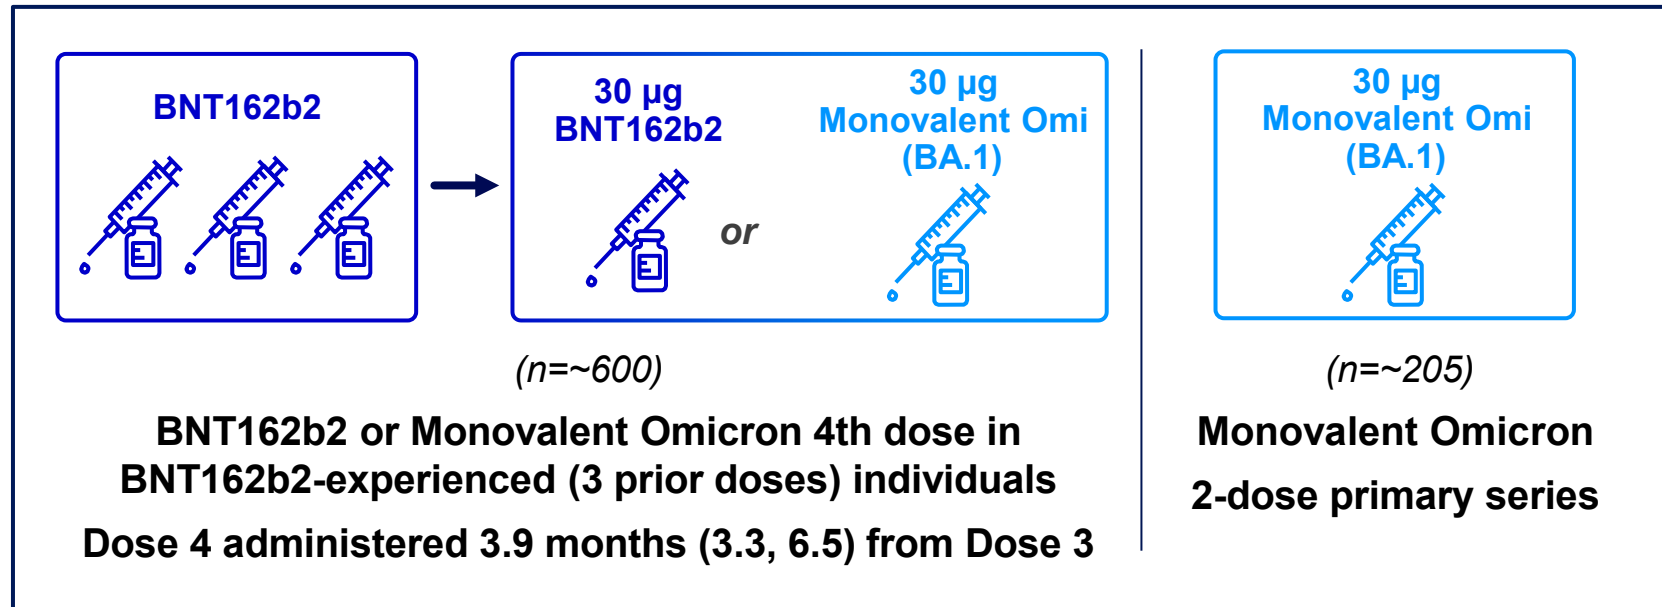 BNT162b2
30 µg
BNT162b2
or
30 µg
Monovalent Omi
(BA.1)
(n=~600)
BNT162b2 or Monovalent Omicron 4th dose in
BNT162b2-experienced (3 prior doses) individuals
Dose 4 administered 3.9 months (3.3, 6.5) from Dose 3
30 µg
Monovalent Omi
(BA.1)
(n=~205)
Monovalent Omicron
2-dose primary series